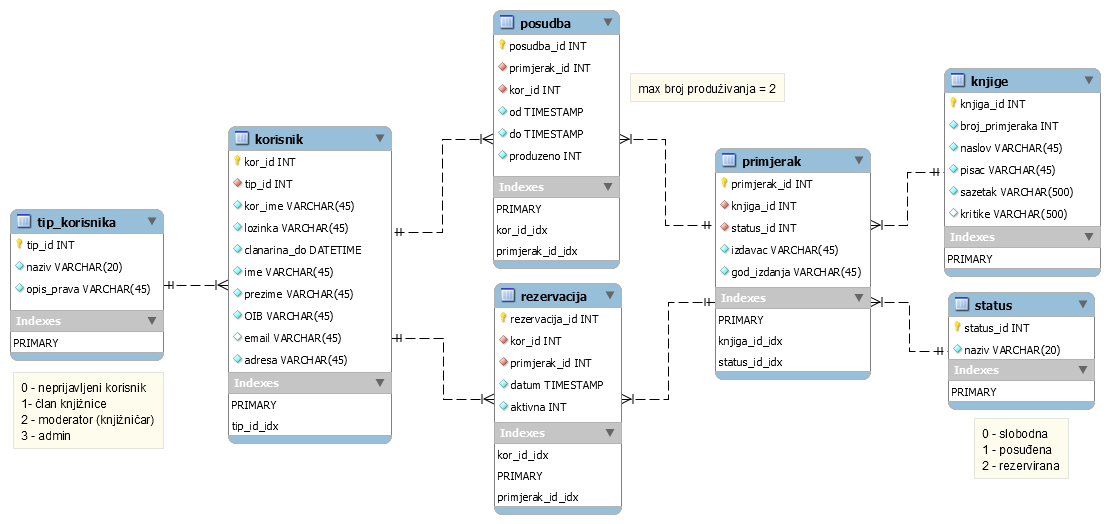 tip_korisnika
tip_id INT
naziv VARCHAR(20)
opis_prava VARCHAR(45)
Indexes
PRIMARY
0 - neprijavljeni korisnik
1- član knjižnice
2 - moderator (knjižničar)
3 - admin
korisnik
kor_id INT
tip_id INT
kor_ime VARCHAR(45)
lozinka VARCHAR(45)
clanarina_do DATETIME
ime VARCHAR(45)
prezime VARCHAR(45)
OIB VARCHAR(45)
email VARCHAR(45)
adresa VARCHAR(45)
Indexes
PRIMARY
tip_id_idx
posudba
posudba_id INT
primjerak_id INT
kor_id INT
od TIMESTAMP
do TIMESTAMP
produzeno INT
Indexes
PRIMARY
kor_id_idx
primjerak_id_idx
max broj produživanja = 2
rezervacija
rezervacija_id INT
kor_id INT
primjerak_id INT
datum TIMESTAMP
aktivna INT
Indexes
kor_id_idx
PRIMARY
primjerak_id_idx
primjerak
primjerak_id INT
knjiga_id INT
status_id INT
izdavac VARCHAR(45)
god_izdanja VARCHAR(45)
Indexes
PRIMARY
knjiga_id_idx
status_id_idx
knjige
knjiga_id INT
broj_primjeraka INT
naslov VARCHAR(45)
pisac VARCHAR(45)
sazetak VARCHAR(500)
kritike VARCHAR(500)
Indexes
PRIMARY
status
status_id INT
naziv VARCHAR(20)
Indexes
PRIMARY
0 - slobodna
1 - posuđena
2 - rezervirana